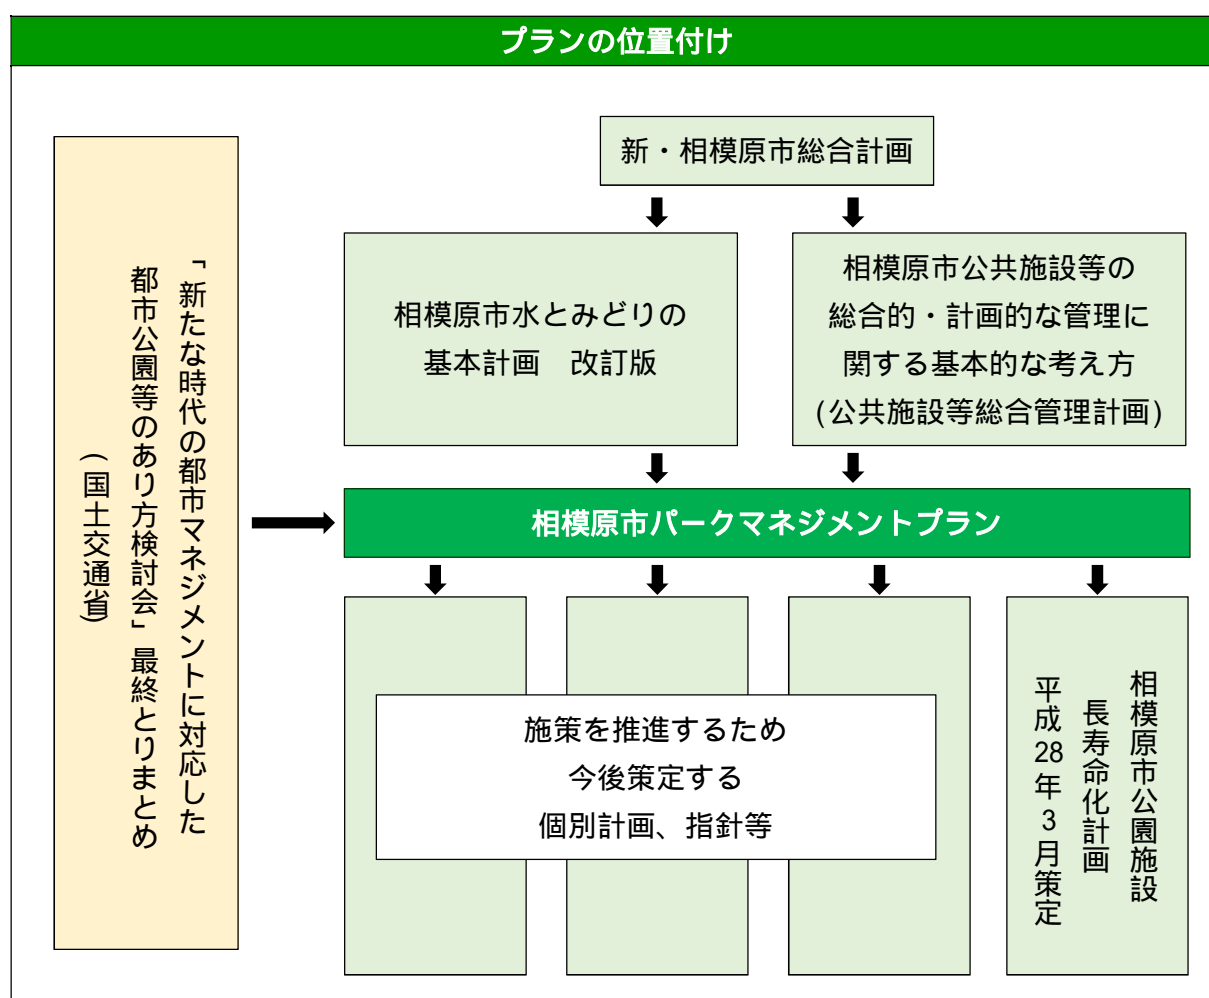 プランの位置付け
新・相模原市総合計画
「新たな時代の都市マネジメントに対応した
都市公園等のあり方検討会」最終とりまとめ
(国土交通省)
相模原市水とみどりの
基本計画　改訂版
相模原市公共施設等の
総合的・計画的な管理に
関する基本的な考え方
(公共施設等総合管理計画)
相模原市パークマネジメントプラン
施策を推進するため
今後策定する
個別計画、指針等
相模原市公園施設
長寿命化計画
平成28年3月策定